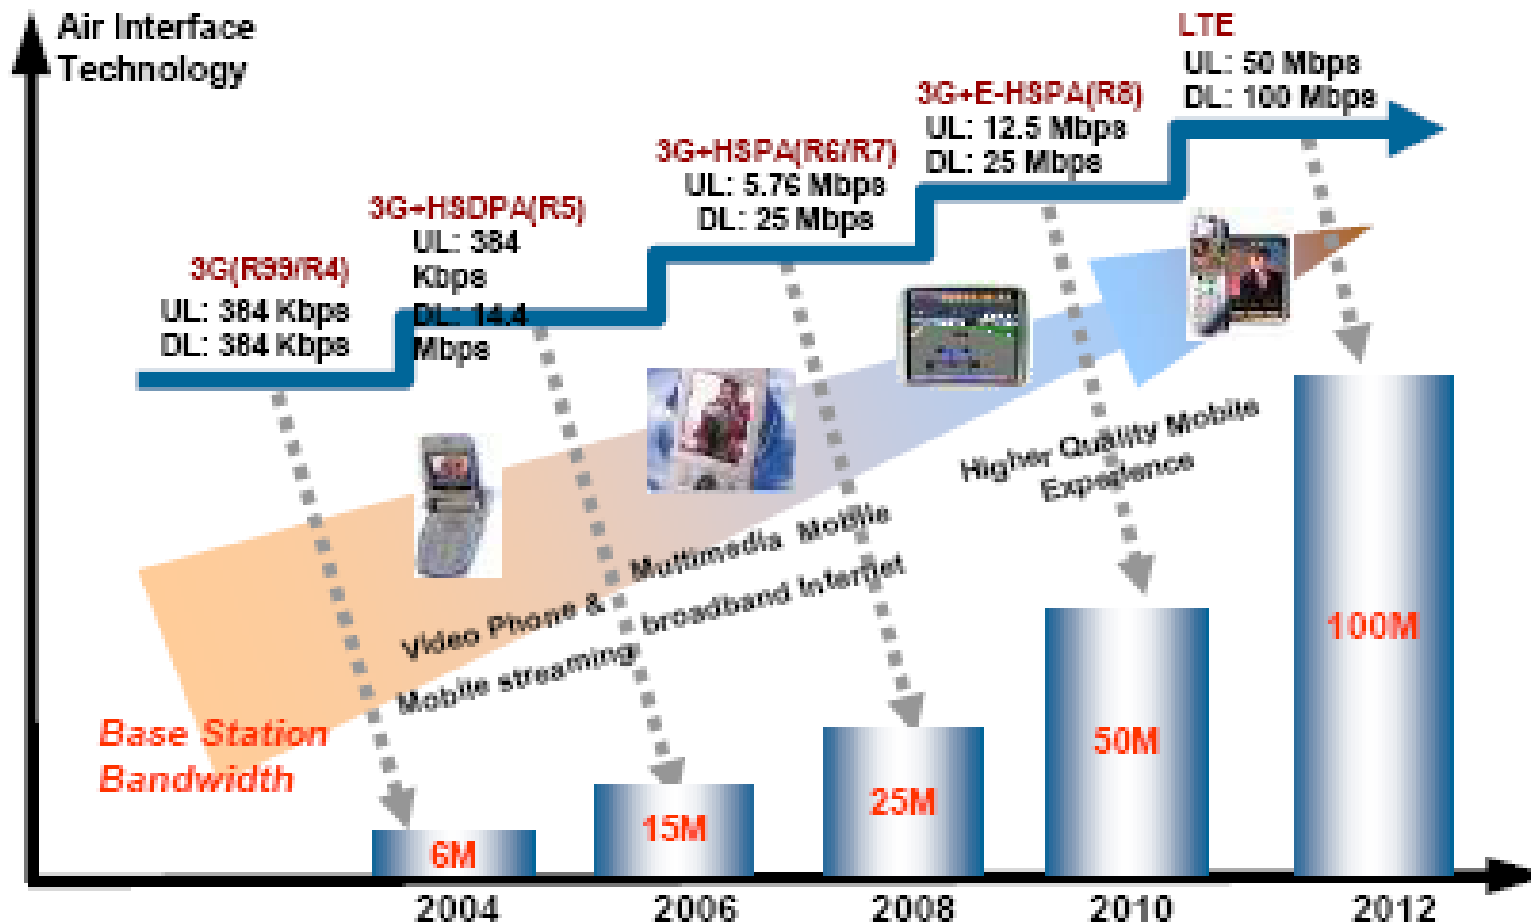 Air Interface
Technology
LTE
UL: 50 Mbps
DL: 100 Mbps
3G+E-HSPA(R8)
UL: 12.5 Mbps
DL: 25 Mbps
3G+HSPA(R6/R7)
UL: 5.76 Mbps
DL: 25 Mbps
3G+HSDPA(R5)
UL: 384
Kbps
DL: 14.4
Mbps
3G(R99/R4)
UL: 384 Kbps
DL: 384 Kbps
Higher Quality Mobile
Experience
Multimedia Mobile
broadband Internet
Video Phone &
Mobile streaming
Base Station
Bandwidth
6M
15M
25M
50M
100M
2004
2006
2008
2010
2012